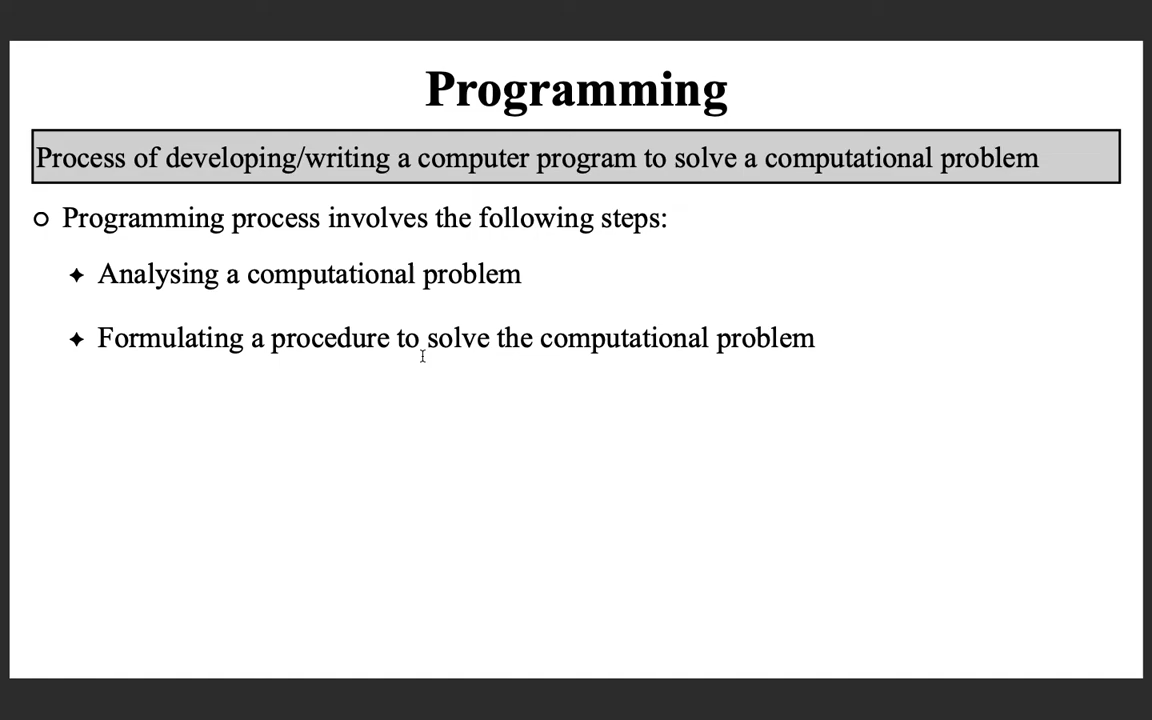 Programming
Process of developing/writing a computer program to solve a computational problem
Programming process involves the following steps:
Analysing a computational problem
Formulating a procedure to solve the computational problem